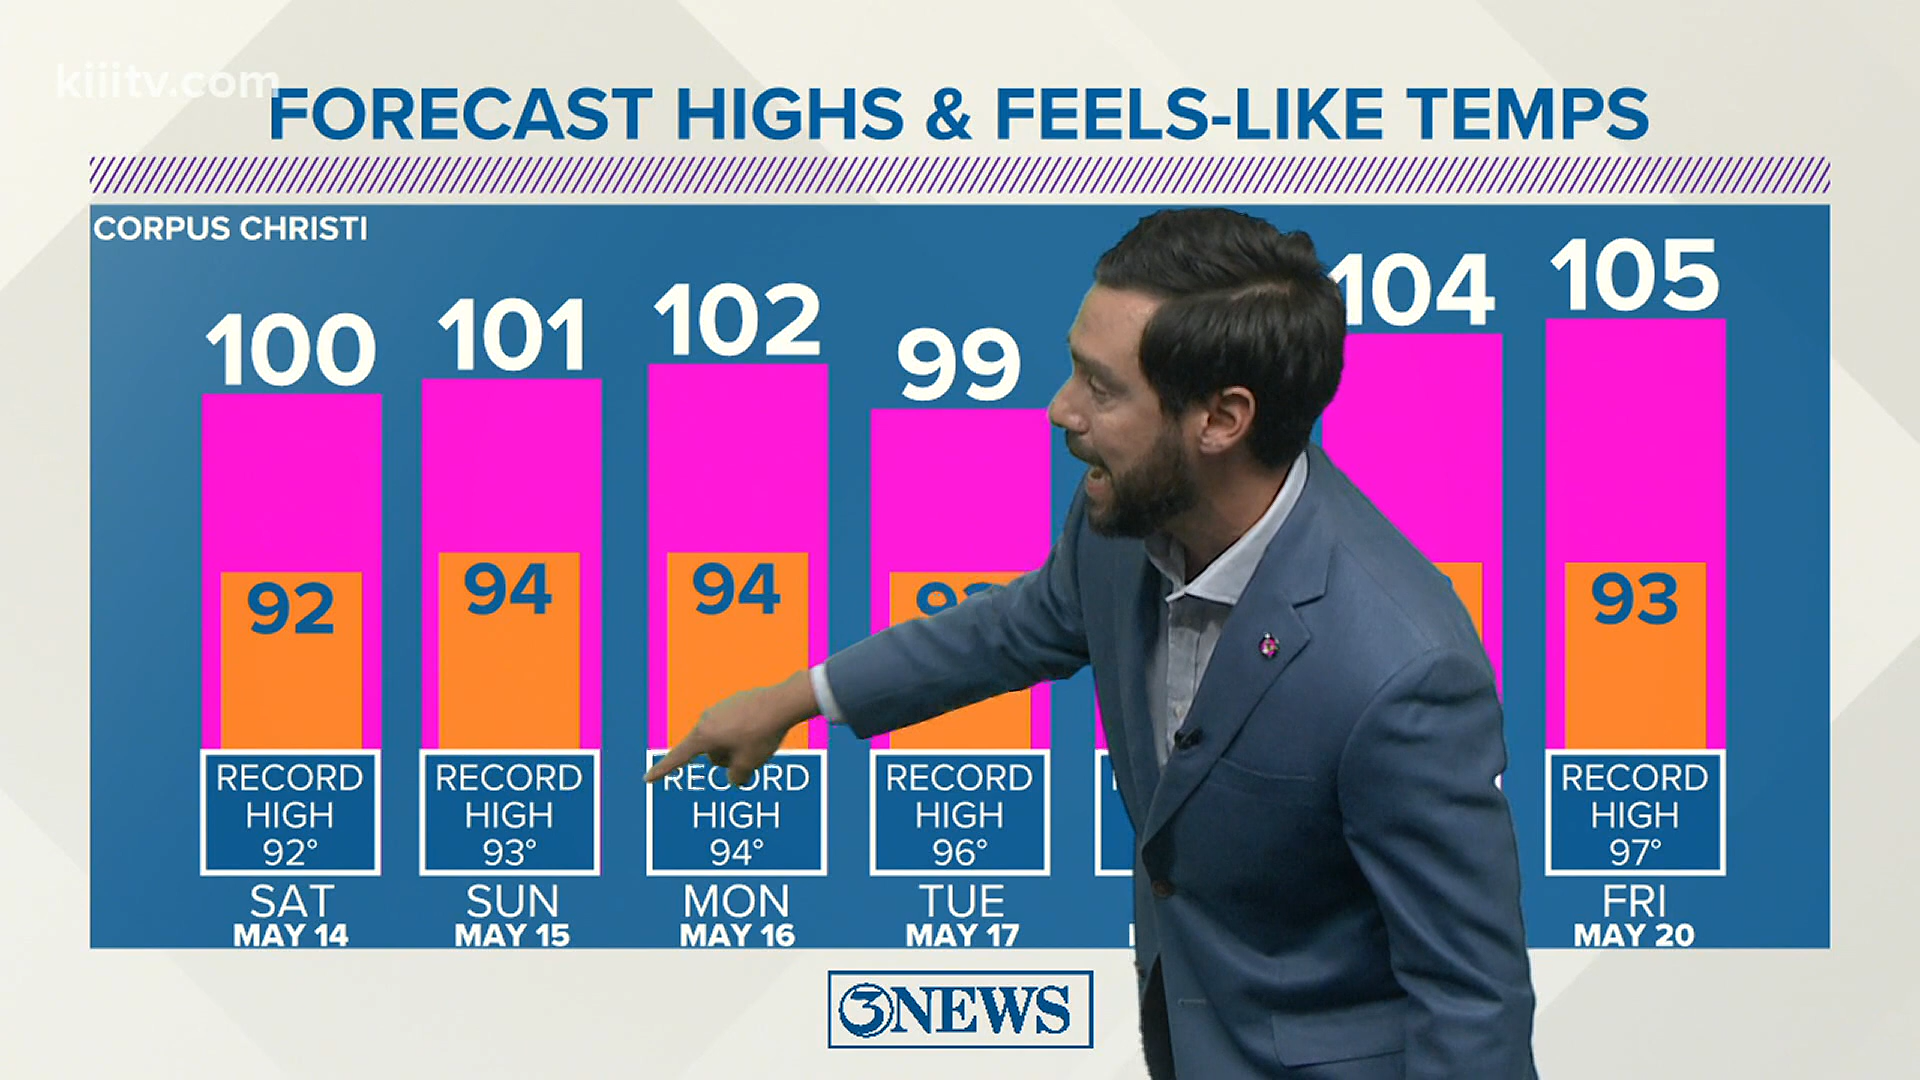 kiiitv.com
FORECAST HIGHS & FEELS-LIKE TEMPS
CORPUS CHRISTI
100
101
102
99
104
105
92
94
94
93
RECORD
HIGH
92°
SAT
MAY 14
RECORD
HIGH
93°
SUN
MAY 15
RECORD
HIGH
94°
MON
MAY 16
RECORD
HIGH
96°
TUE
MAY 17
RECORD
HIGH
97°
FRI
MAY 20
3NEWS